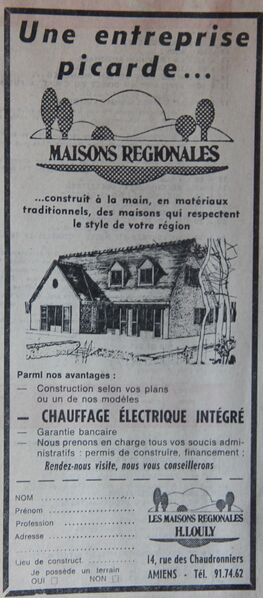 Une entreprise
picarde...
MAISONS REGIONALES
...construit à la main, en matériaux
traditionnels, des maisons qui respectent
le style de votre région
Parmi nos avantages :
— Construction selon vos plans
ou un de nos modèles
— CHAUFFAGE ÉLECTRIQUE INTÉGRÉ
— Garantie bancaire
— Nous prenons en charge tous vos soucis admi-
nistratifs : permis de construire, financement ;
Rendez-nous visite, nous vous conseillerons
NOM
Prénom
Profession
Adresse
Lieu de construct.
Je possède un terrain
OUI NON
LES MAISONS REGIONALES
H.LOULY
14, rue des Chaudronniers
AMIENS - Tél. 91.74.62